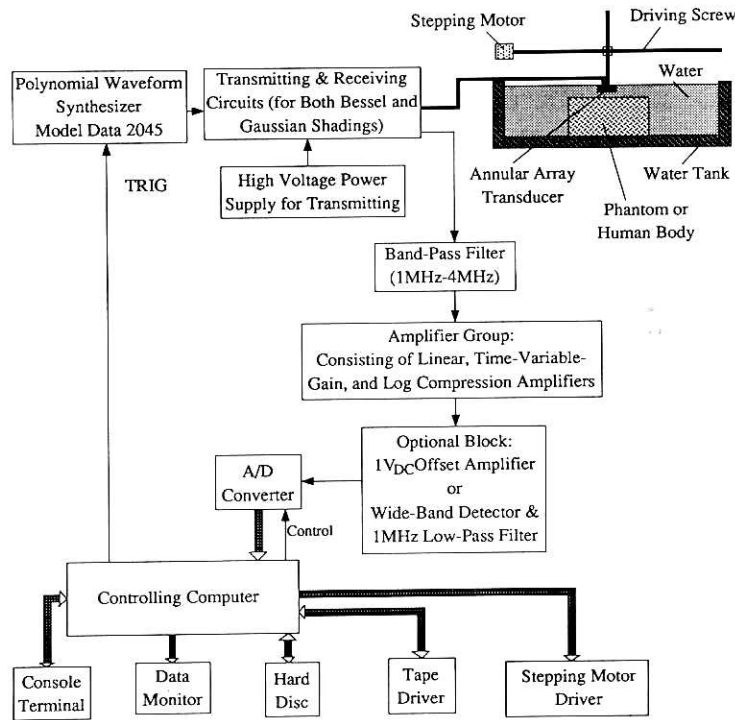 Stepping Motor
Driving Screw
Polynomial Waveform
Synthesizer
Model Data 2045
Transmitting & Receiving
Circuits (for Both Bessel and
Gaussian Shadings)
Water
TRIG
High Voltage Power
Supply for Transmitting
Annular Array
Transducer
Water Tank
Phantom or
Human Body
Band-Pass Filter
(1MHz-4MHz)
Amplifier Group:
Consisting of Linear, Time-Variable-
Gain, and Log Compression Amplifiers
Optional Block:
1VDC Offset Amplifier
or
Wide-Band Detector &
1MHz Low-Pass Filter
A/D
Converter
Control
Controlling Computer
Console
Terminal
Data
Monitor
Hard
Disc
Tape
Driver
Stepping Motor
Driver